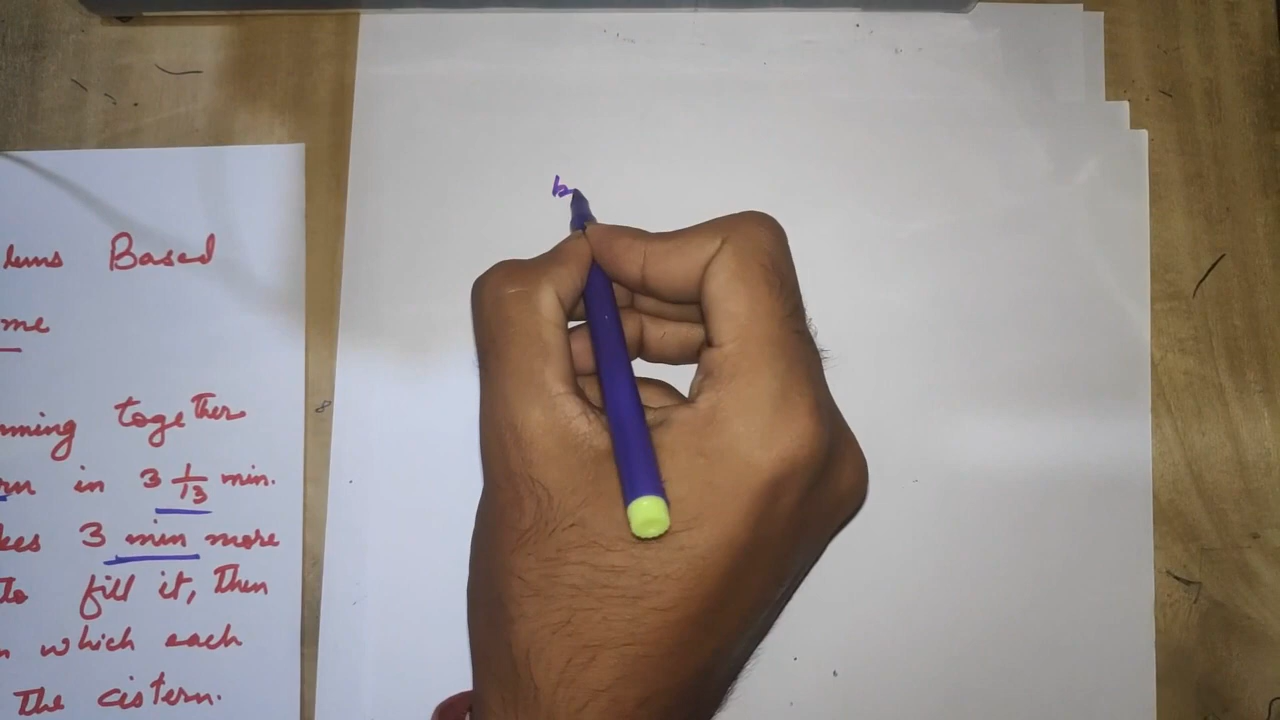 lems Based
me
nning together
rn in 3 1/13 min.
kes 3 min more
To fill it, Then
n which each
The cistern.